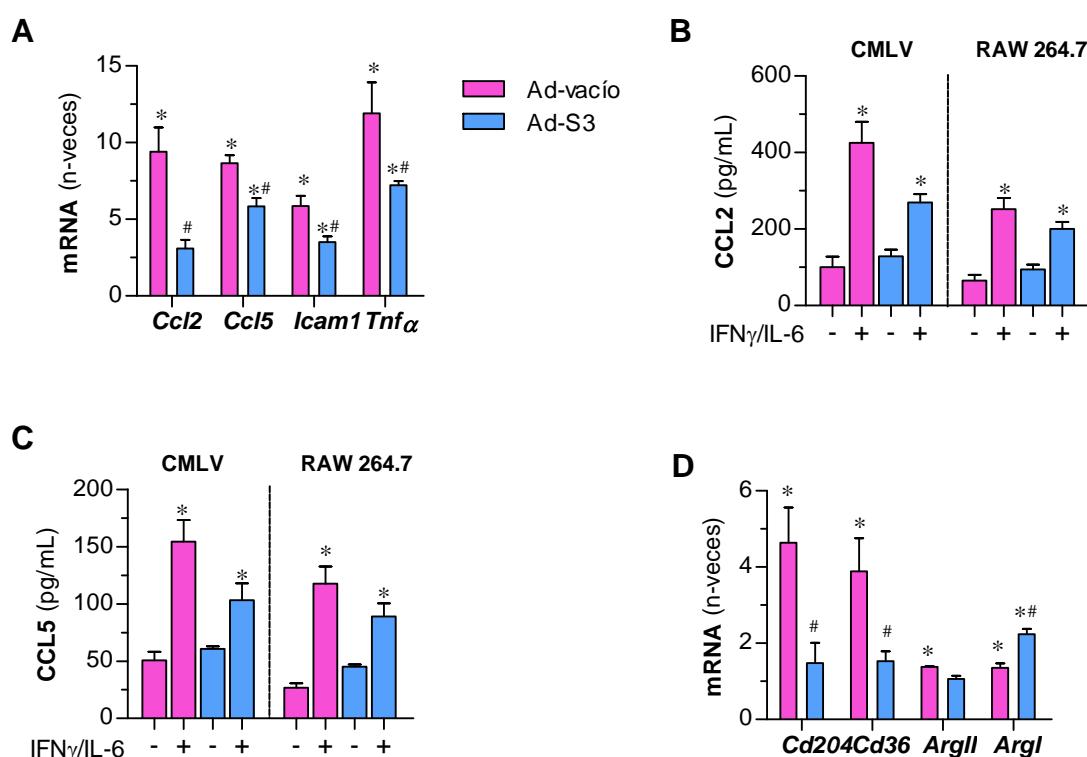 A
mRNA (n-veces)
15
10
5
0
* * * *
# *# *# *#
Ccl2 Ccl5 Icam1 Tnfα
Ad-vacío
Ad-S3
B
CMLV RAW 264.7
CCL2 (pg/mL)
600
400
200
0
* * * *
IFNγ/IL-6 - + - + - + - +
C
CMLV RAW 264.7
CCL5 (pg/mL)
200
150
100
50
0
* * * *
IFNγ/IL-6 - + - + - + - +
D
mRNA (n-veces)
6
4
2
0
* # * # * * *#
Cd204 Cd36 ArgII ArgI